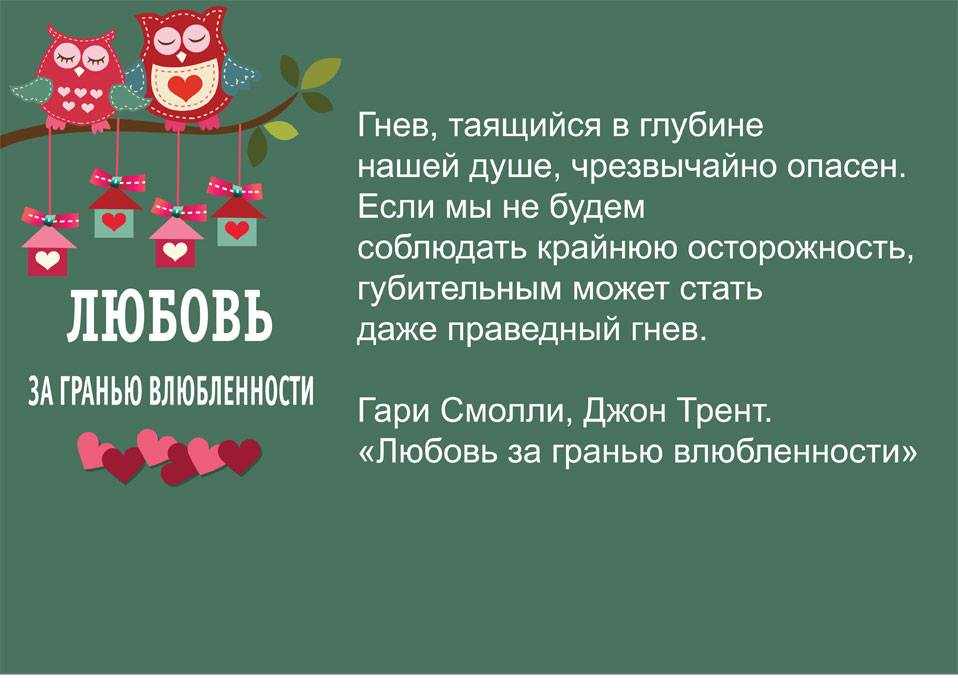 ЛЮБОВЬ
ЗА ГРАНЬЮ ВЛЮБЛЕННОСТИ
Гнев, таящийся в глубине
нашей душе, чрезвычайно опасен.
Если мы не будем
соблюдать крайнюю осторожность,
губительным может стать
даже праведный гнев.
Гари Смолли, Джон Трент.
«Любовь за гранью влюбленности»